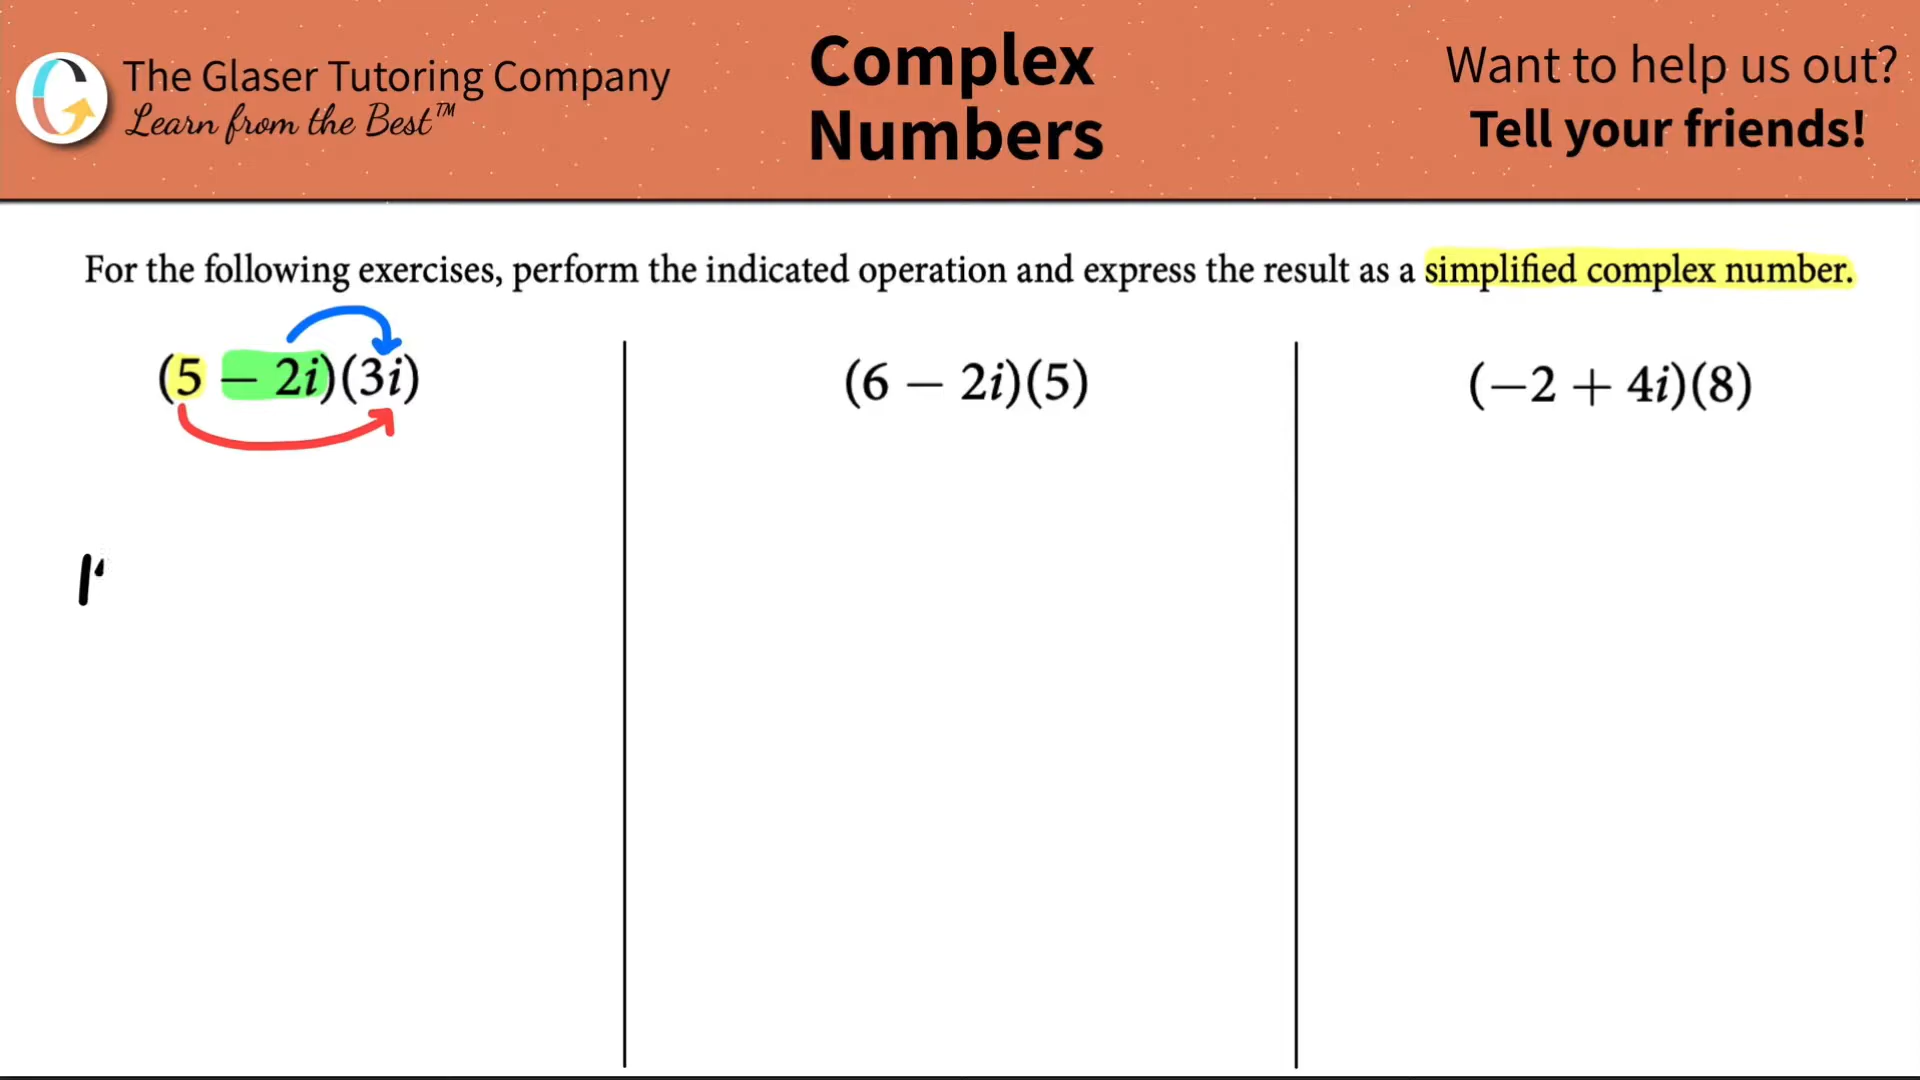 The Glaser Tutoring Company
Learn from the Best™
Complex
Numbers
Want to help us out?
Tell your friends!
For the following exercises, perform the indicated operation and express the result as a simplified complex number.
(5 − 2i)(3i)
(6 − 2i)(5)
(−2 + 4i)(8)